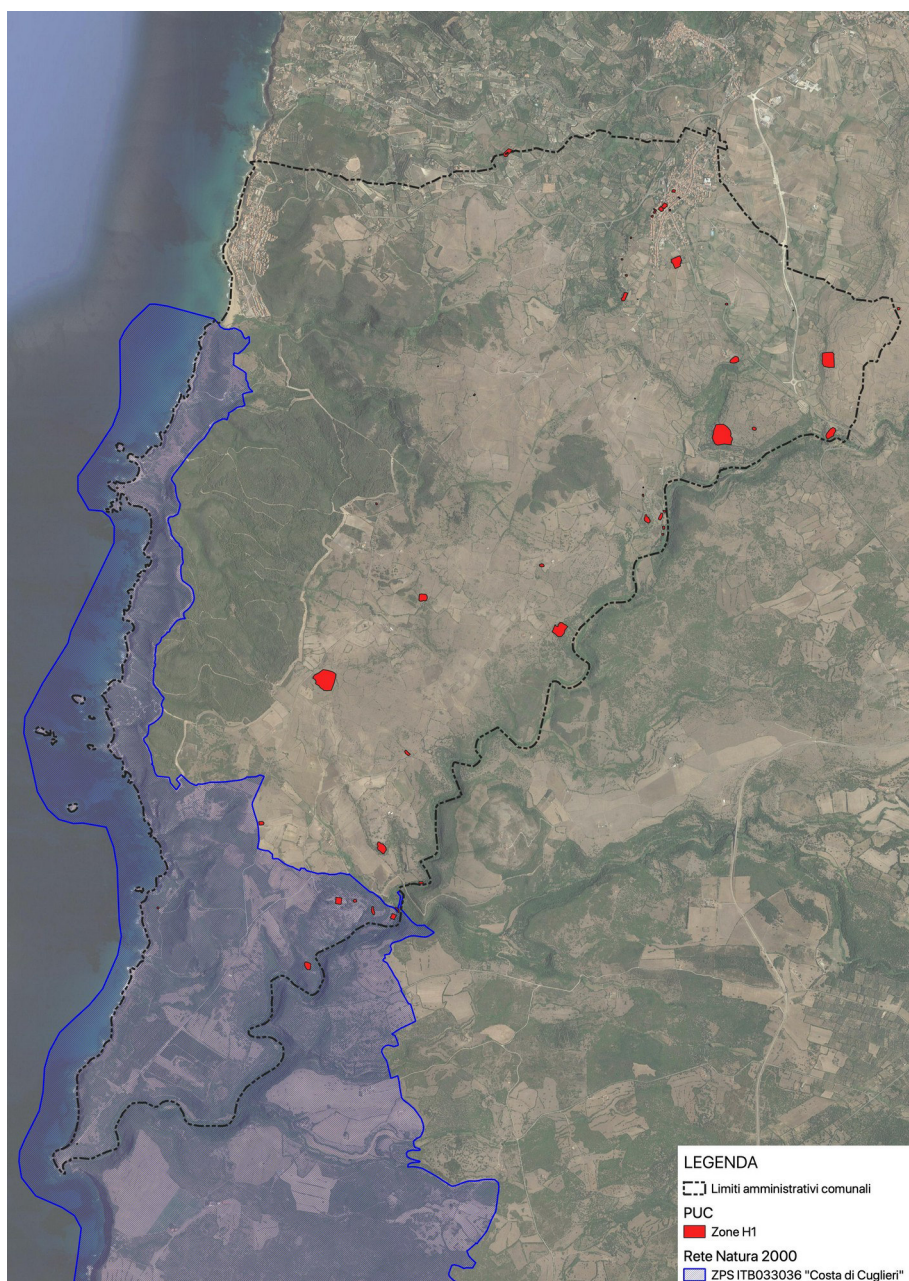 LEGENDA
Limiti amministrativi comunali
PUC
Zone H1
Rete Natura 2000
ZPS ITB033036 "Costa di Cuglieri"